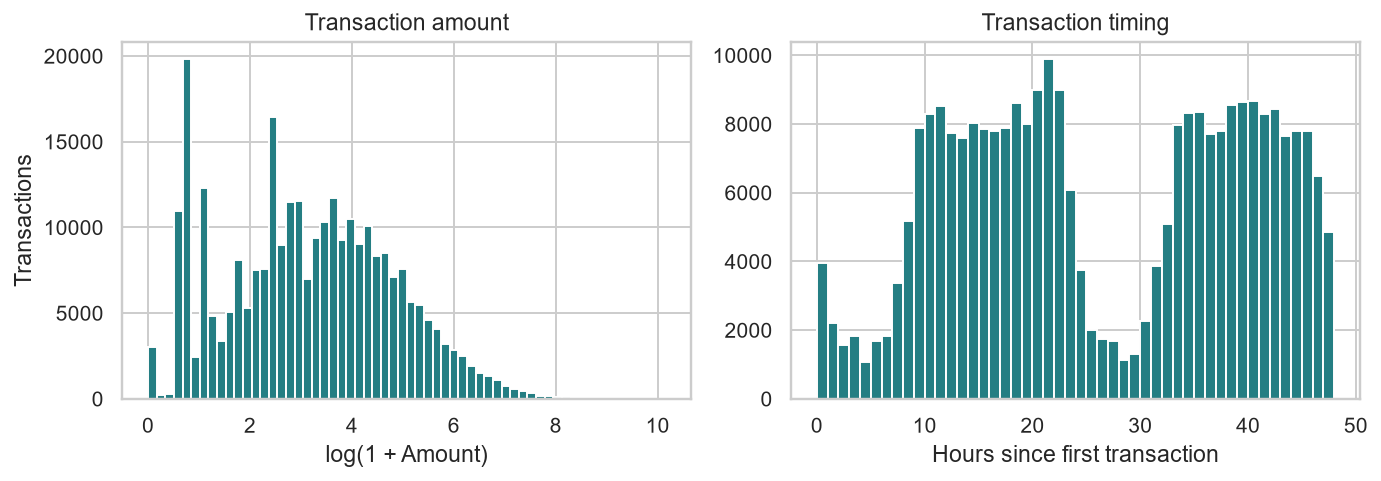 Transaction amount
20000
15000
10000
5000
0
Transactions
0 2 4 6 8 10
log(1 + Amount)
Transaction timing
10000
8000
6000
4000
2000
0
0 10 20 30 40 50
Hours since first transaction